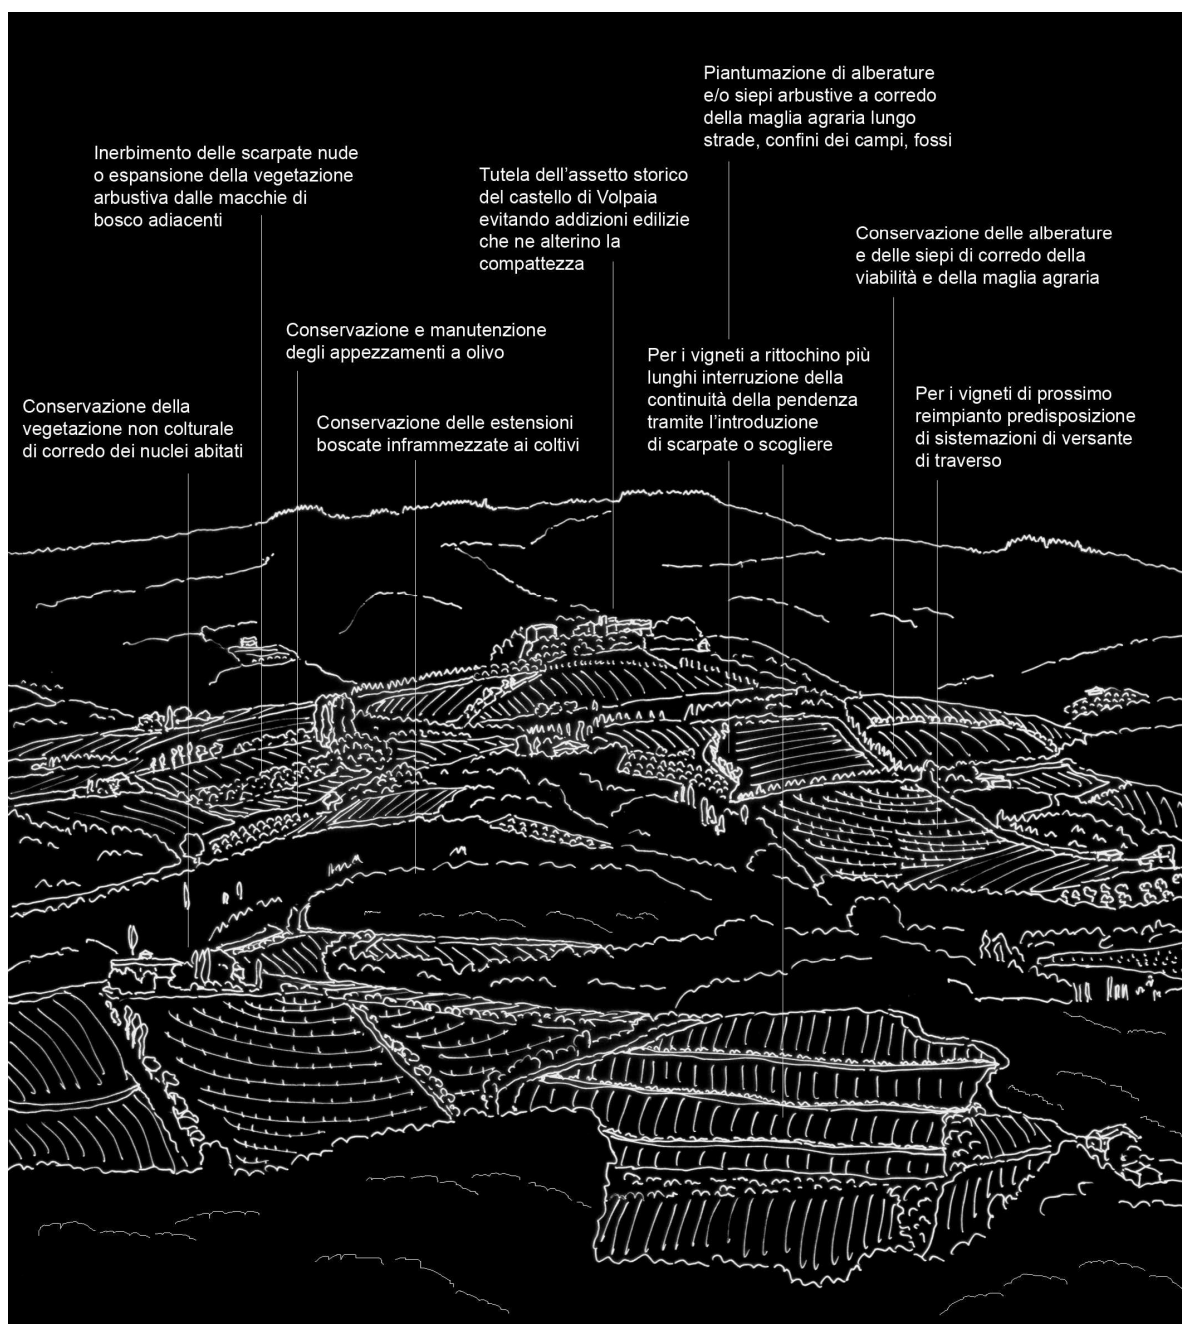 Piantumazione di alberature
e/o siepi arbustive a corredo
della maglia agraria lungo
strade, confini dei campi, fossi
Inerbimento delle scarpate nude
o espansione della vegetazione
arbustiva dalle macchie di
bosco adiacenti
Tutela dell'assetto storico
del castello di Volpaia
evitando addizioni edilizie
che ne alterino la
compattezza
Conservazione delle alberature
e delle siepi di corredo della
viabilità e della maglia agraria
Conservazione e manutenzione
degli appezzamenti a olivo
Per i vigneti a rittochino più
lunghi interruzione della
continuità della pendenza
tramite l'introduzione
di scarpate o scogliere
Per i vigneti di prossimo
reimpianto predisposizione
di sistemazioni di versante
di traverso
Conservazione della
vegetazione non colturale
di corredo dei nuclei abitati
Conservazione delle estensioni
boscate inframmezzate ai coltivi